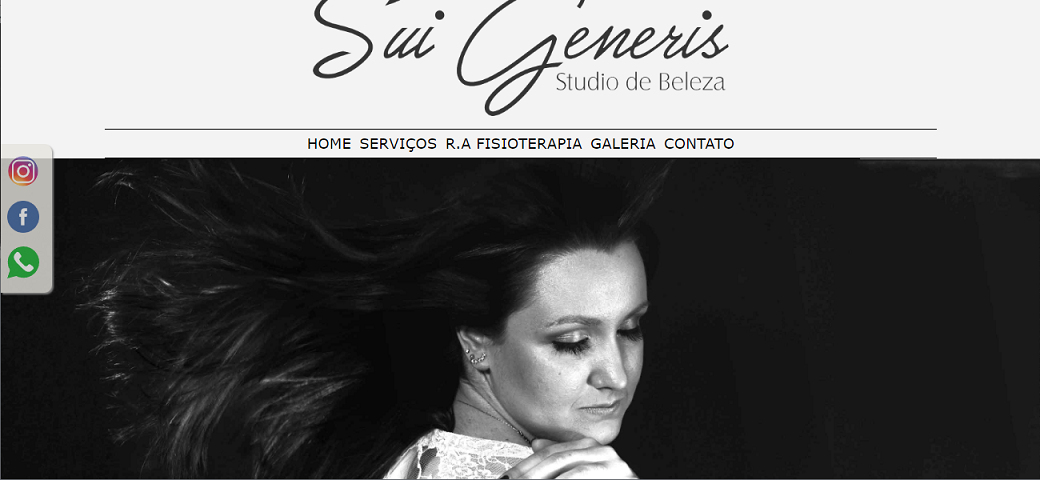 Sui Generis
Studio de Beleza
HOME SERVIÇOS R.A FISIOTERAPIA GALERIA CONTATO